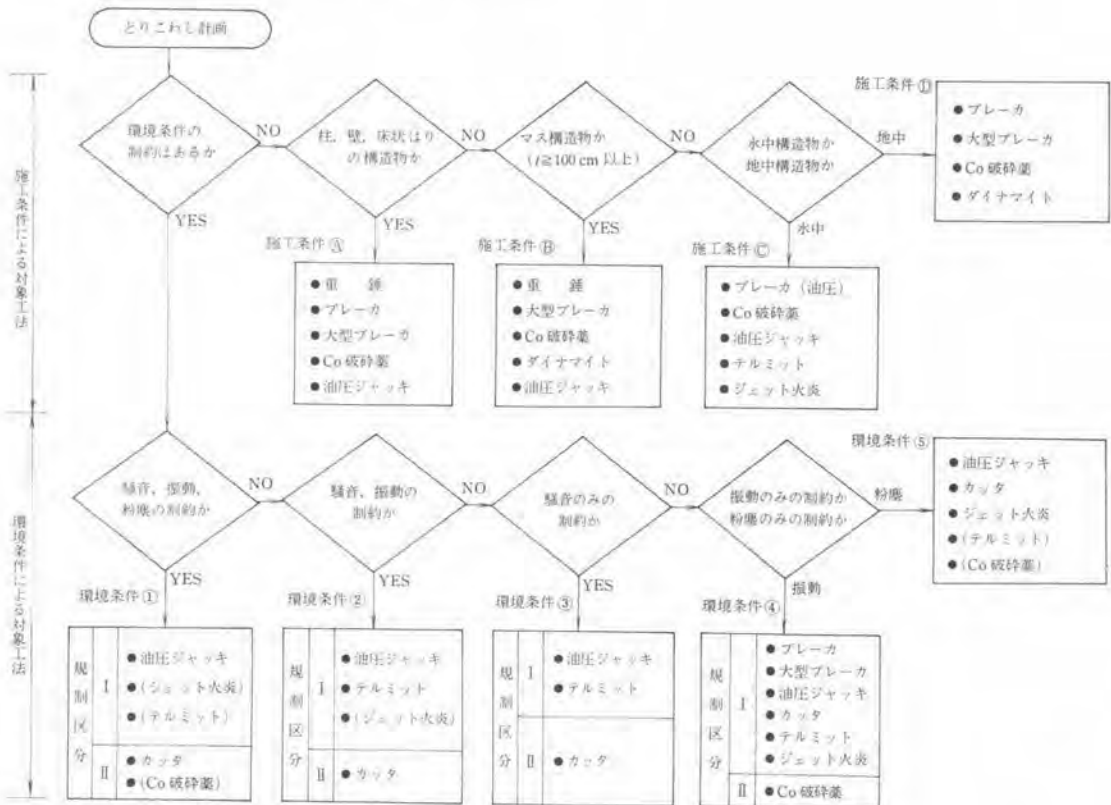 とりこわし計画
環境条件の
制約はあるか
NO
YES
柱、壁、床状はり
の構造物か
NO
YES
マス構造物か
(l≧100 cm 以上)
NO
YES
水中構造物か
地中構造物か
地中
水中
施工条件Ⓓ
●ブレーカ
●大型ブレーカ
●Co 破砕薬
●ダイナマイト
施工条件による対象工法
施工条件Ⓐ
●重 錘
●ブレーカ
●大型ブレーカ
●Co 破砕薬
●油圧ジャッキ
施工条件Ⓑ
●重 錘
●大型ブレーカ
●Co 破砕薬
●ダイナマイト
●油圧ジャッキ
施工条件Ⓒ
●ブレーカ (油圧)
●Co 破砕薬
●油圧ジャッキ
●テルミット
●ジェット火炎
環境条件による対象工法
騒音、振動、
粉塵の制約か
NO
YES
騒音、振動の
制約か
NO
YES
騒音のみの
制約か
NO
YES
振動のみの制約か
粉塵のみの制約か
粉塵
振動
環境条件⑤
●油圧ジャッキ
●カッタ
●ジェット火炎
●(テルミット)
●(Co 破砕薬)
環境条件①
規制区分
I
●油圧ジャッキ
●(ジェット火炎)
●(テルミット)
II
●カッタ
●(Co 破砕薬)
環境条件②
規制区分
I
●油圧ジャッキ
●テルミット
●(ジェット火炎)
II
●カッタ
環境条件③
規制区分
I
●油圧ジャッキ
●テルミット
II
●カッタ
環境条件④
規制区分
I
●ブレーカ
●大型ブレーカ
●油圧ジャッキ
●カッタ
●テルミット
●ジェット火炎
II
●Co 破砕薬